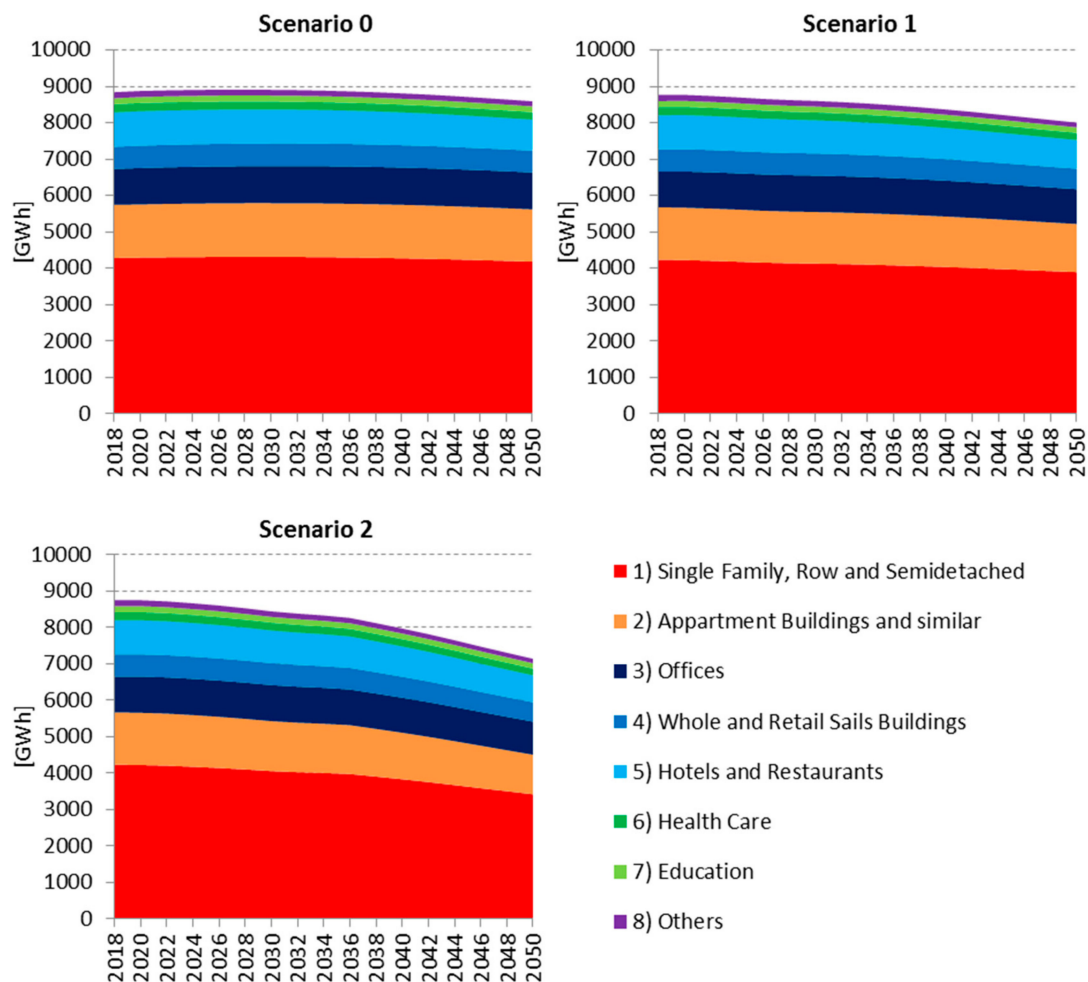 Scenario 0
10000
9000
8000
7000
6000
5000
4000
3000
2000
1000
0
[GWh]
2018 2020 2022 2024 2026 2028 2030 2032 2034 2036 2038 2040 2042 2044 2046 2048 2050
Scenario 1
10000
9000
8000
7000
6000
5000
4000
3000
2000
1000
0
[GWh]
2018 2020 2022 2024 2026 2028 2030 2032 2034 2036 2038 2040 2042 2044 2046 2048 2050
Scenario 2
10000
9000
8000
7000
6000
5000
4000
3000
2000
1000
0
[GWh]
2018 2020 2022 2024 2026 2028 2030 2032 2034 2036 2038 2040 2042 2044 2046 2048 2050
1) Single Family, Row and Semidetached
2) Appartment Buildings and similar
3) Offices
4) Whole and Retail Sails Buildings
5) Hotels and Restaurants
6) Health Care
7) Education
8) Others